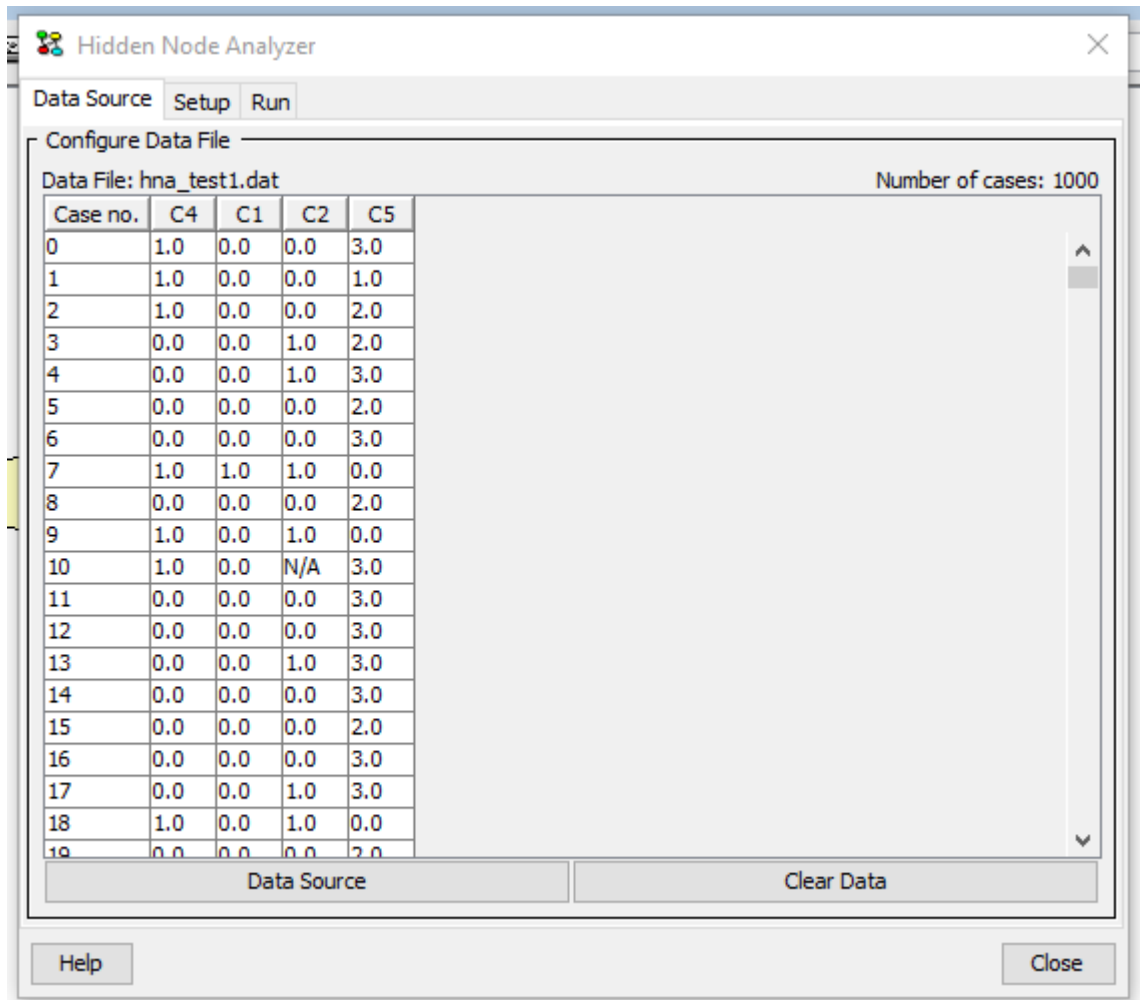 Hidden Node Analyzer
Data Source Setup Run
Configure Data File
Data File: hna_test1.dat Number of cases: 1000
Case no. C4 C1 C2 C5
0 1.0 0.0 0.0 3.0
1 1.0 0.0 0.0 1.0
2 1.0 0.0 0.0 2.0
3 0.0 0.0 1.0 2.0
4 0.0 0.0 1.0 3.0
5 0.0 0.0 0.0 2.0
6 0.0 0.0 0.0 3.0
7 1.0 1.0 1.0 0.0
8 0.0 0.0 0.0 2.0
9 1.0 0.0 1.0 0.0
10 1.0 0.0 N/A 3.0
11 0.0 0.0 0.0 3.0
12 0.0 0.0 0.0 3.0
13 0.0 0.0 1.0 3.0
14 0.0 0.0 0.0 3.0
15 0.0 0.0 0.0 2.0
16 0.0 0.0 0.0 3.0
17 0.0 0.0 1.0 3.0
18 1.0 0.0 1.0 0.0
19 0.0 0.0 0.0 2.0
Data Source Clear Data
Help Close